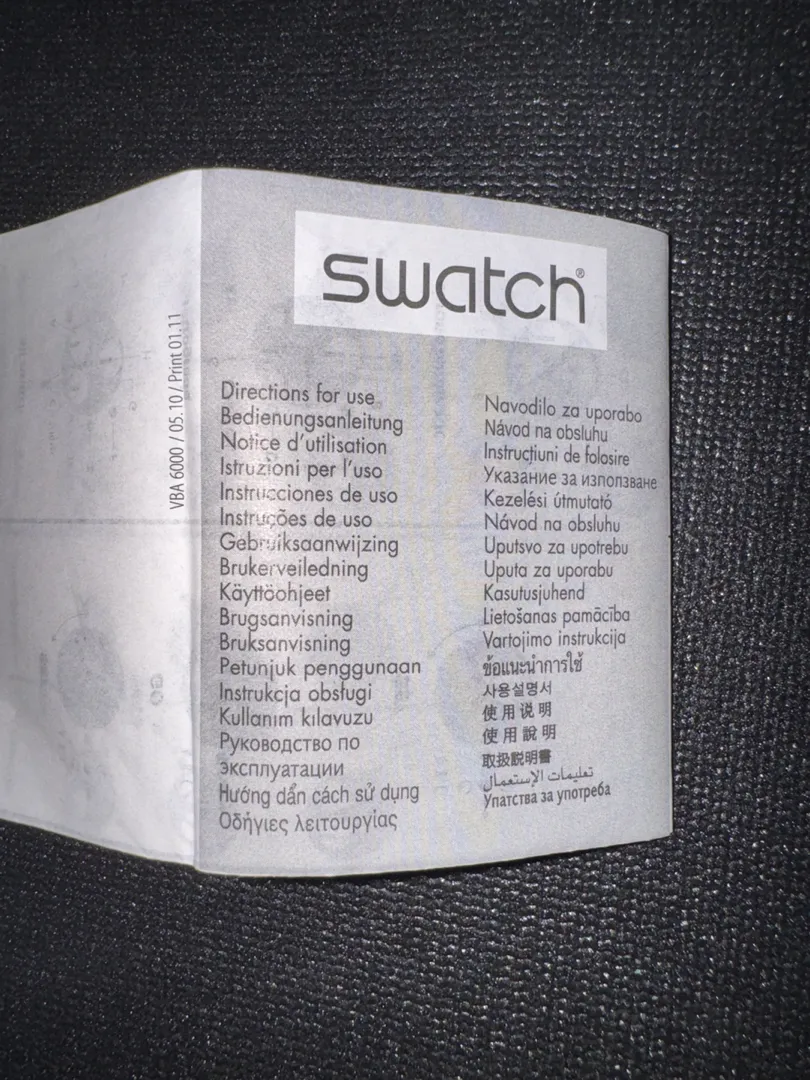 swatch®
VBA 6000 / 05.10 / Print 01.11
Directions for use
Bedienungsanleitung
Notice d'utilisation
Istruzioni per l'uso
Instrucciones de uso
Instruções de uso
Gebruiksaanwijzing
Brukerveiledning
Käyttöohjeet
Brugsanvisning
Bruksanvisning
Petunjuk penggunaan
Instrukcja obsługi
Kullanım kılavuzu
Руководство по
эксплуатации
Hướng dẩn cách sử dụng
Οδήγιες λειτουργίας
Navodilo za uporabo
Návod na obsluhu
Instrucţiuni de folosire
Указание за използване
Kezelési útmutató
Návod na obsluhu
Uputsvo za upotrebu
Uputa za uporabu
Kasutusjuhend
Lietošanas pamācība
Vartojimo instrukcija
ข้อแนะนำการใช้
사용설명서
使用说明
使用說明
取扱説明書
تعليمات الإستعمال
Упатства за употреба